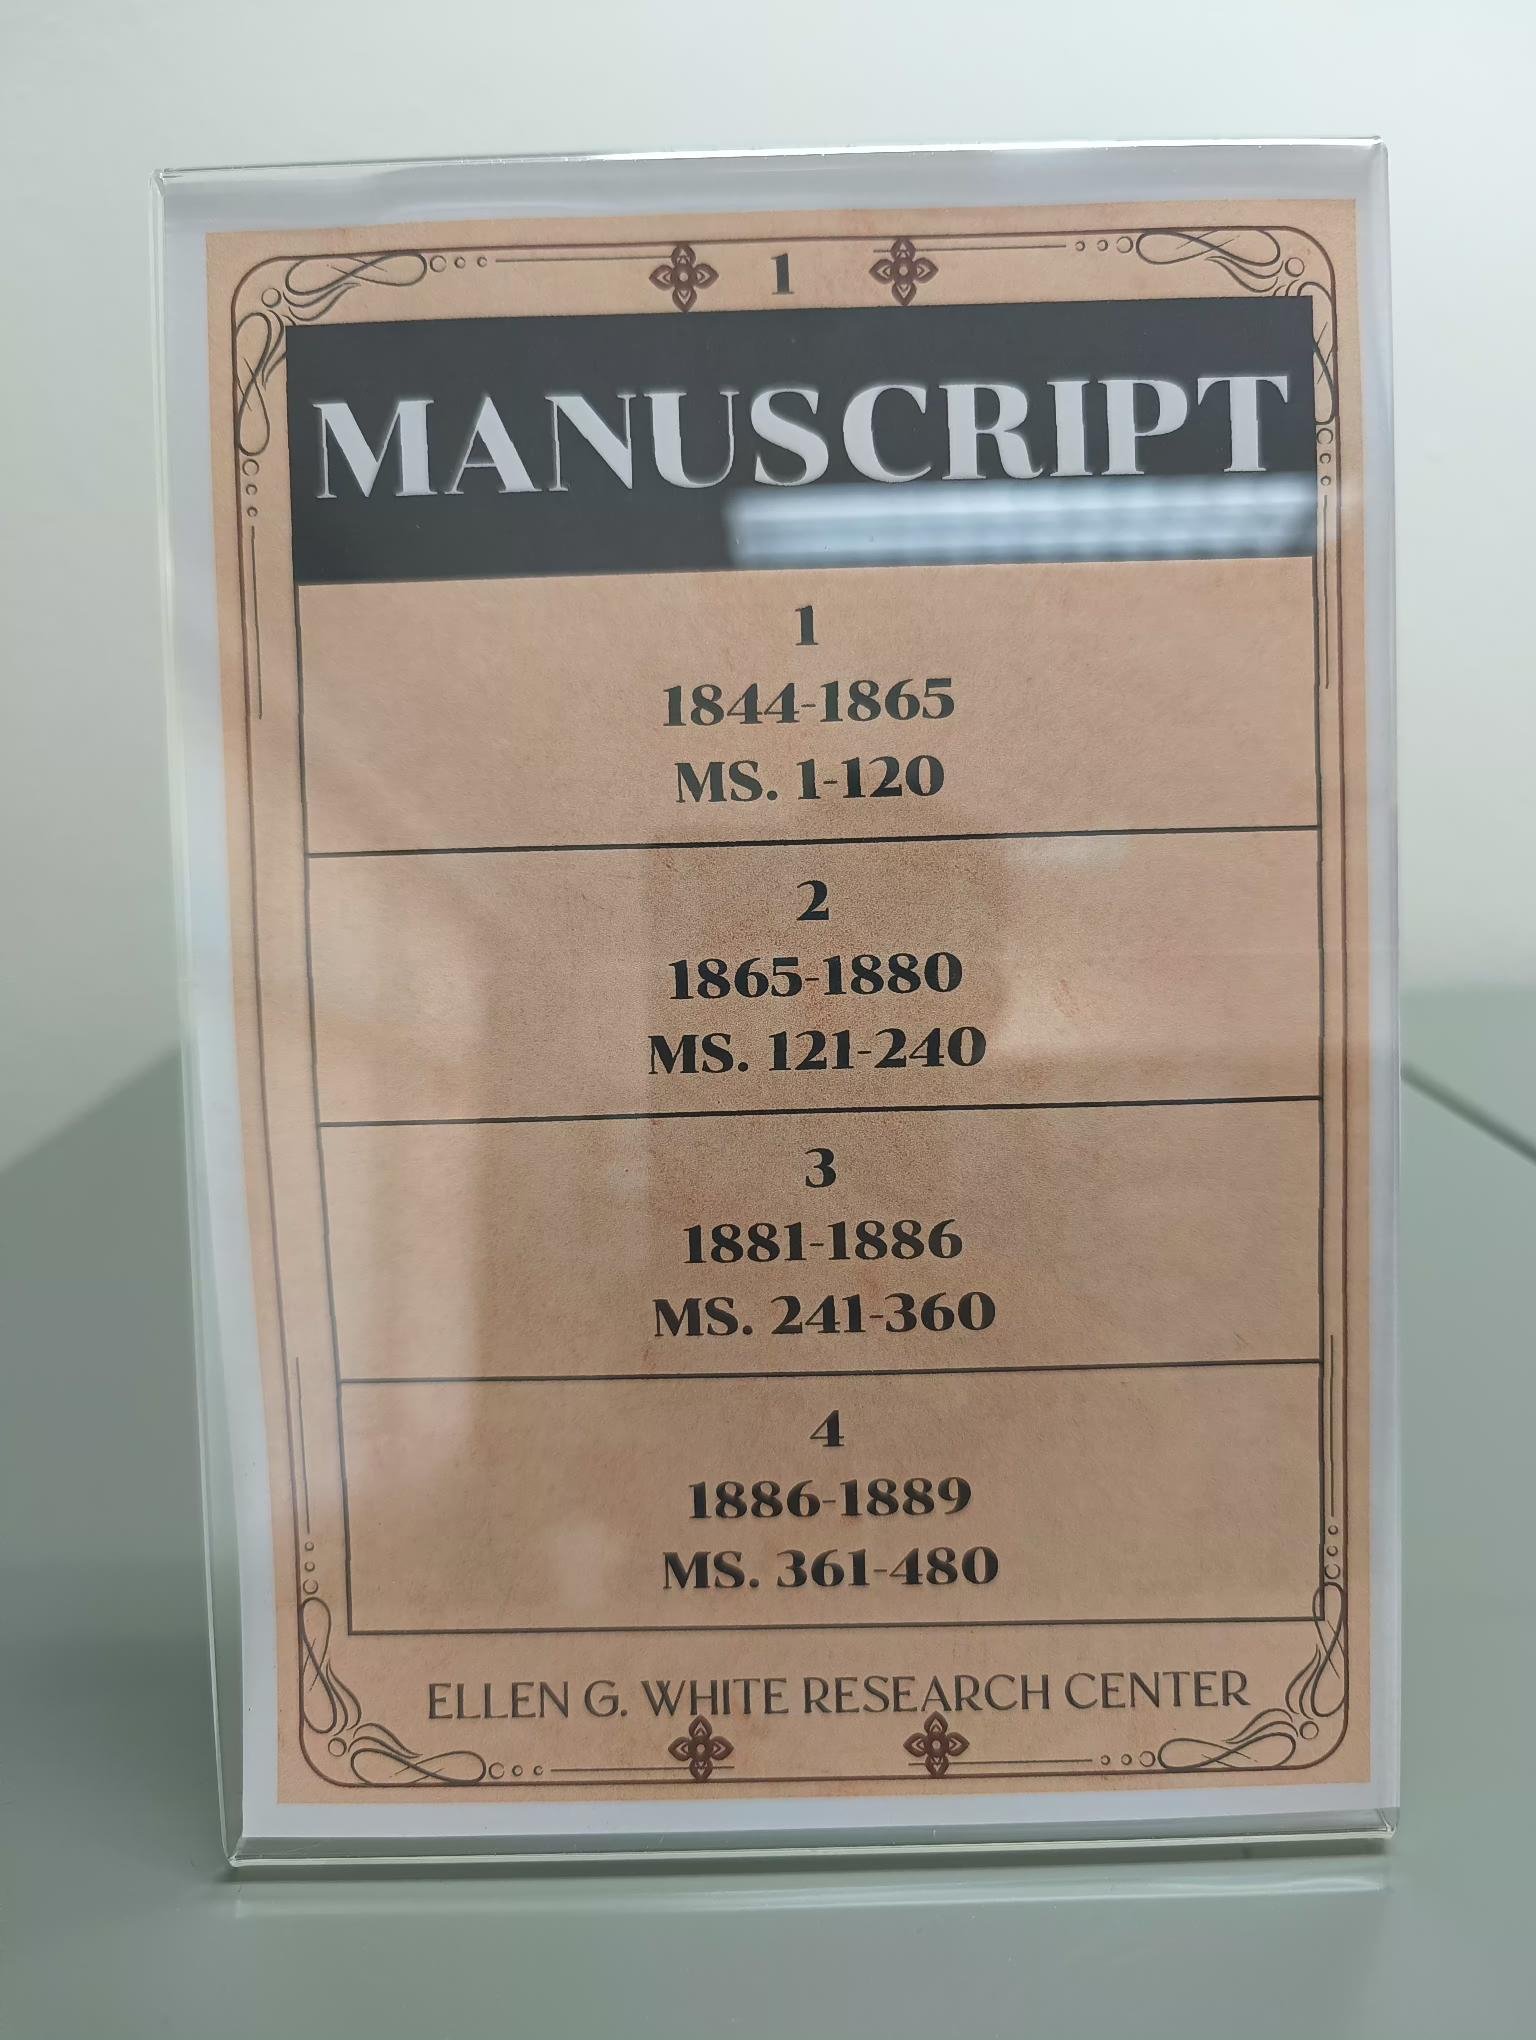 1
MANUSCRIPT
1
1844-1865
MS. 1-120
2
1865-1880
MS. 121-240
3
1881-1886
MS. 241-360
4
1886-1889
MS. 361-480
ELLEN G. WHITE RESEARCH CENTER